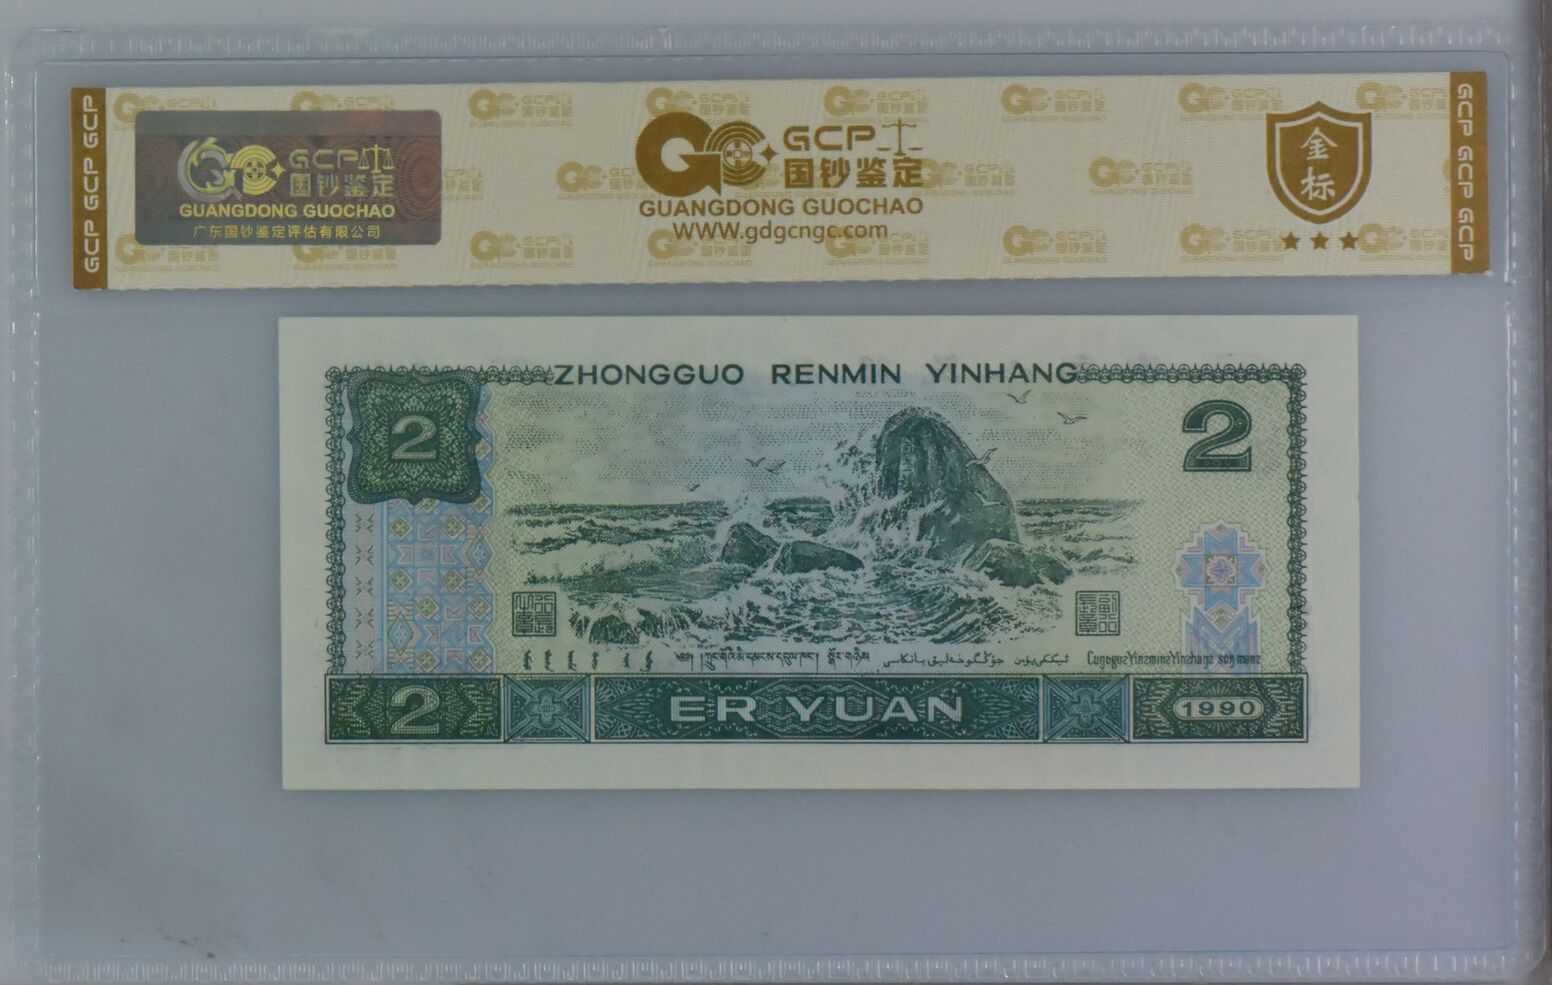 GCP GCP GCP
GCP
国钞鉴定
GUANGDONG GUOCHAO
广东国钞鉴定评估有限公司
GCP
国钞鉴定
GUANGDONG GUOCHAO
WWW.gdgcngc.com
金
标
GCP GCP GCP
ZHONGGUO RENMIN YINHANG
2
2
2
ER YUAN
1990